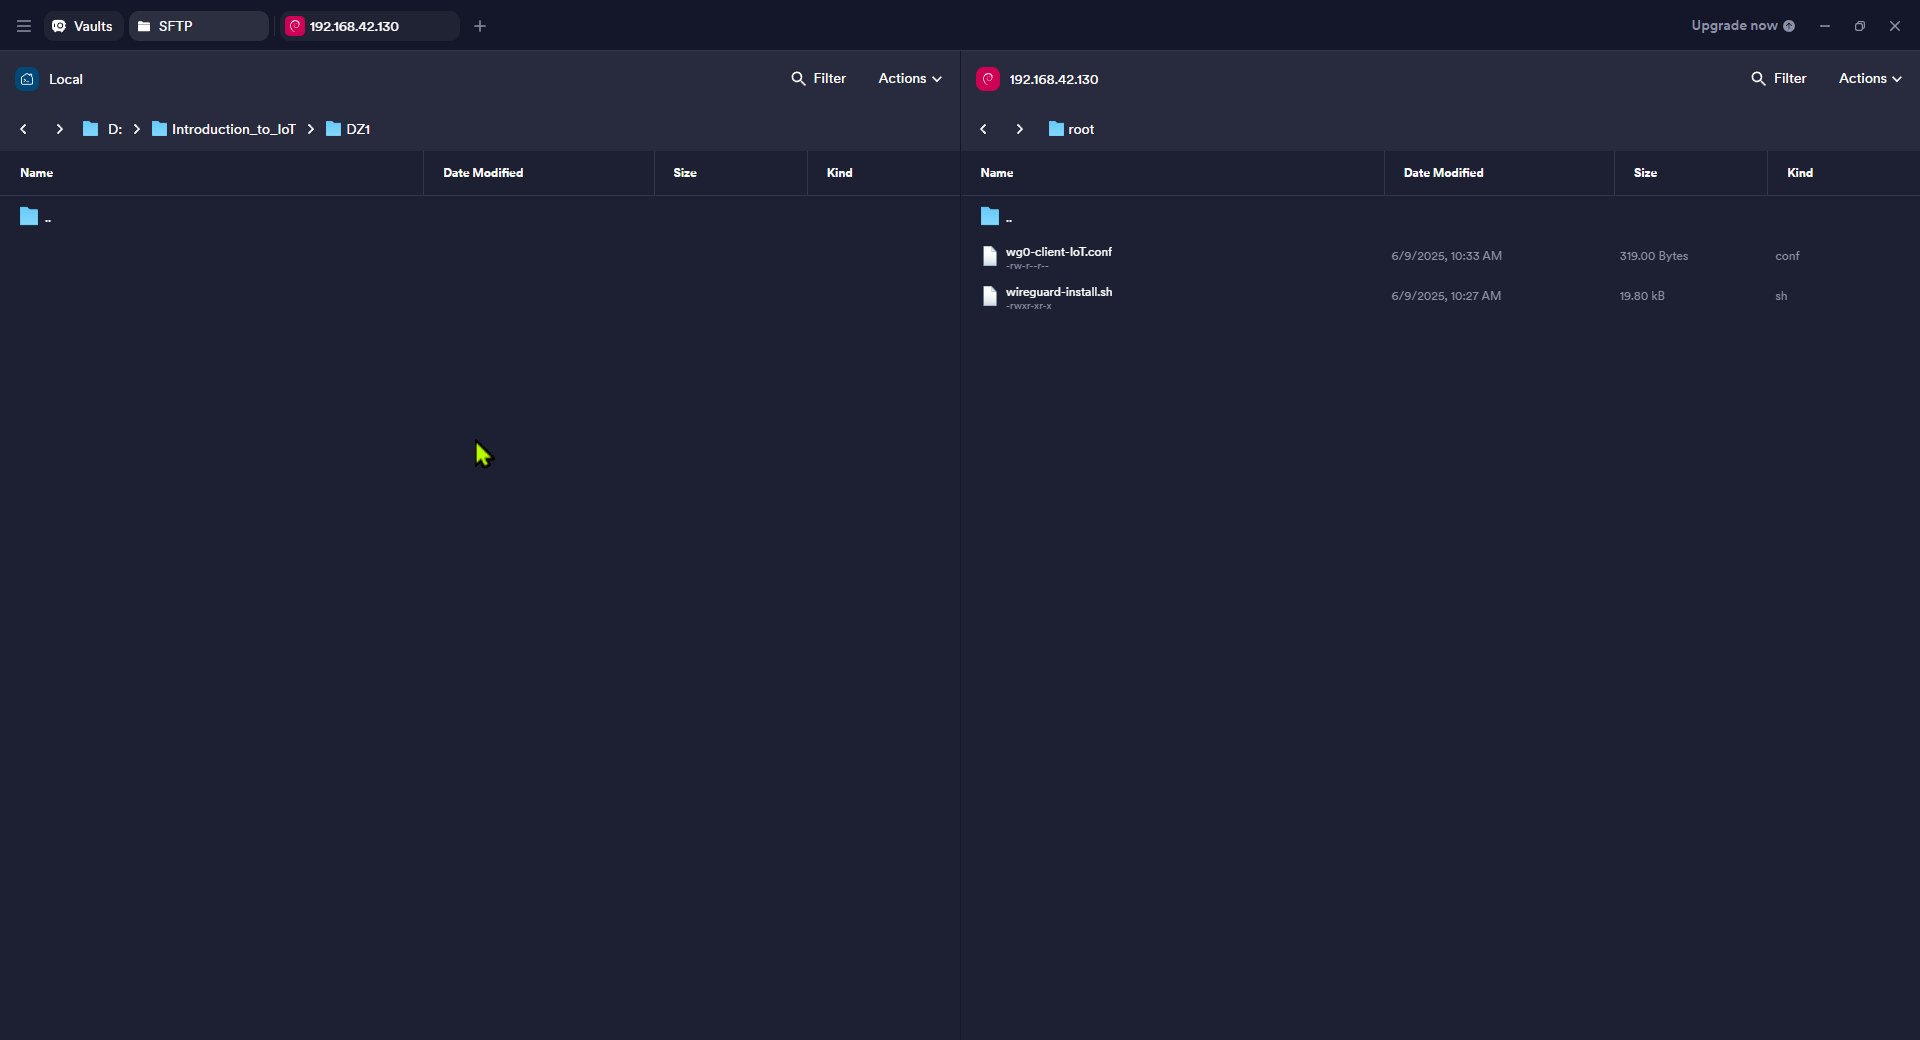 Vaults SFTP 192.168.42.130 + Upgrade now
Local Filter Actions
D: Introduction_to_IoT DZ1
Name Date Modified Size Kind
..
192.168.42.130 Filter Actions
root
Name Date Modified Size Kind
..
wg0-client-IoT.conf 6/9/2025, 10:33 AM 319.00 Bytes conf
-rw-r--r--
wireguard-install.sh 6/9/2025, 10:27 AM 19.80 kB sh
-rwxr-xr-x